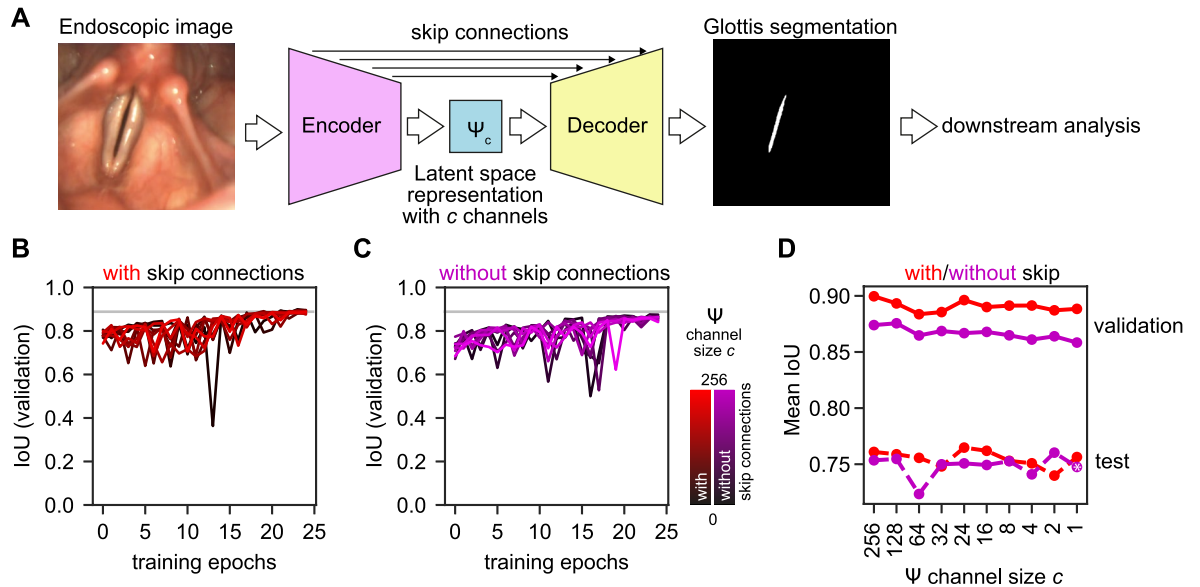 A
Endoscopic image
skip connections
Glottis segmentation
Encoder
Ψc
Decoder
downstream analysis
Latent space
representation
with c channels
B
with skip connections
IoU (validation)
1.0
0.8
0.6
0.4
0.2
0.0
0
5
10
15
20
25
training epochs
C
without skip connections
IoU (validation)
1.0
0.8
0.6
0.4
0.2
0.0
0
5
10
15
20
25
training epochs
Ψ
channel
size c
256
with
without
skip connections
0
D
with/without skip
Mean IoU
0.90
0.85
0.80
0.75
validation
test
*
256
128
64
32
24
16
8
4
2
1
Ψ channel size c